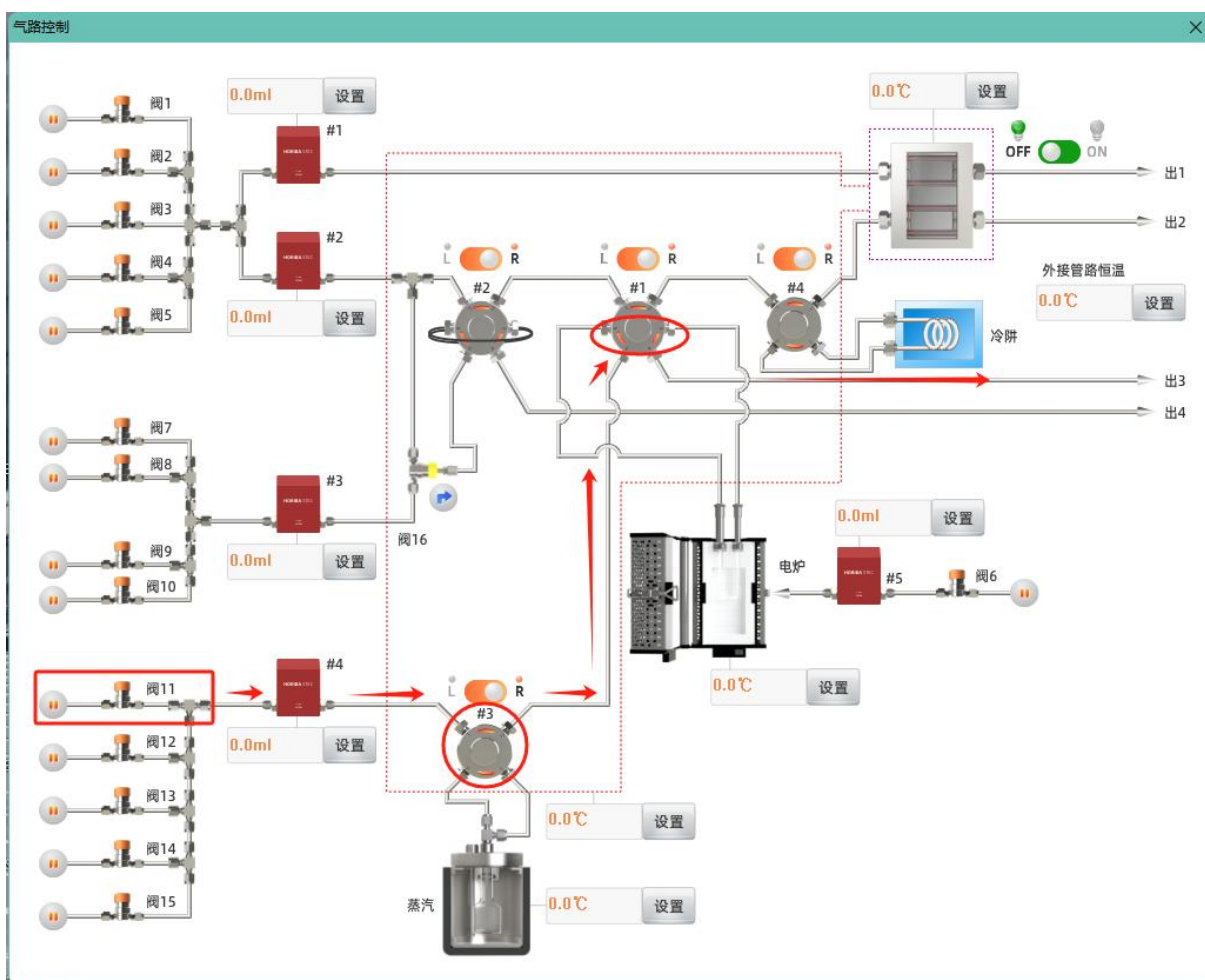 气路控制
阀1
阀2
阀3
阀4
阀5
0.0ml 设置
#1
#2
0.0ml 设置
0.0℃ 设置
OFF ON
出1
出2
L R
#2
L R
#1
L R
#4
外接管路恒温
0.0℃ 设置
冷阱
出3
出4
阀7
阀8
阀9
阀10
#3
0.0ml 设置
阀16
0.0ml 设置
电炉
#5
阀6
0.0℃ 设置
阀11
阀12
阀13
阀14
阀15
#4
0.0ml 设置
L R
#3
0.0℃ 设置
蒸汽
0.0℃ 设置